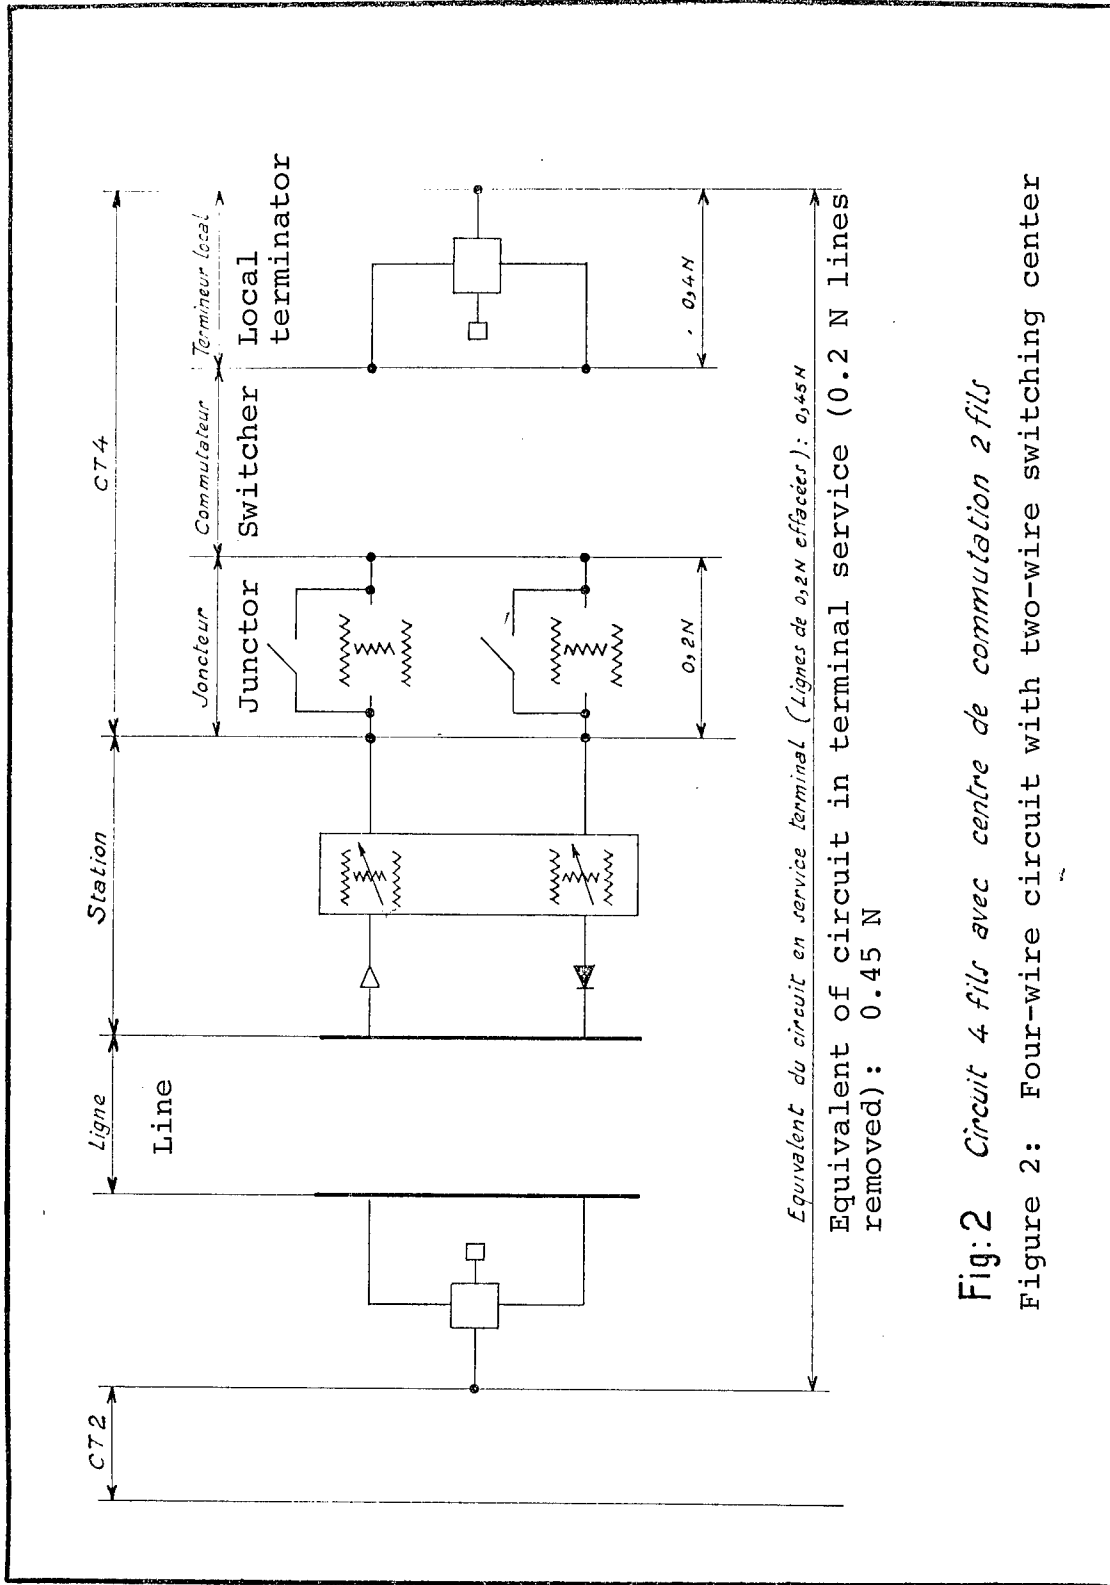 CT2
Ligne
Line
Station
CT4
Joncteur
Junctor
Commutateur
Switcher
Termineur local
Local
terminator
0,2N
0,4N
Equivalent du circuit en service terminal (Lignes de 0,2N effacées): 0,45N
Equivalent of circuit in terminal service (0.2 N lines
removed): 0.45 N
Fig:2 Circuit 4 fils avec centre de commutation 2 fils
Figure 2: Four-wire circuit with two-wire switching center